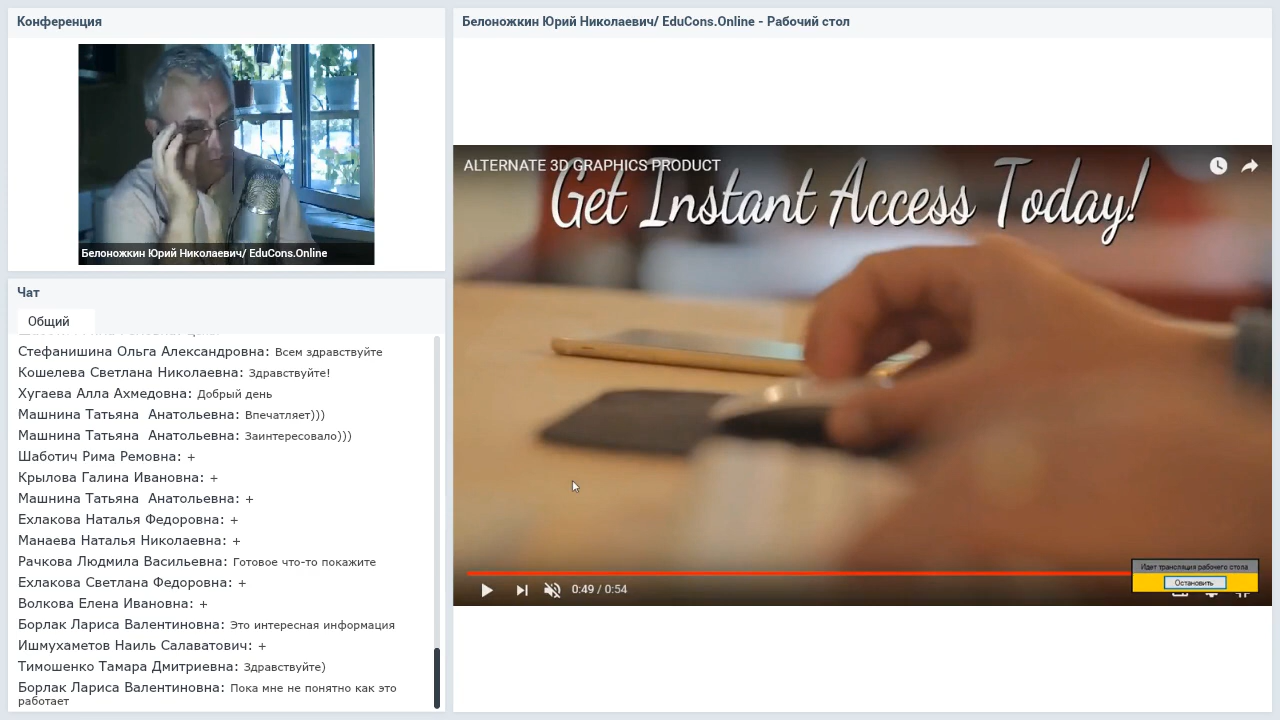 Конференция
Белоножкин Юрий Николаевич/ EduCons.Online
Чат
Общий
Стефанишина Ольга Александровна: Всем здравствуйте
Кошелева Светлана Николаевна: Здравствуйте!
Хугаева Алла Ахмедовна: Добрый день
Машнина Татьяна  Анатольевна: Впечатляет)))
Машнина Татьяна  Анатольевна: Заинтересовало)))
Шаботич Рима Ремовна: +
Крылова Галина Ивановна: +
Машнина Татьяна  Анатольевна: +
Ехлакова Наталья Федоровна: +
Манаева Наталья Николаевна: +
Рачкова Людмила Васильевна: Готовое что-то покажите
Ехлакова Светлана Федоровна: +
Волкова Елена Ивановна: +
Борлак Лариса Валентиновна: Это интересная информация
Ишмухаметов Наиль Салаватович: +
Тимошенко Тамара Дмитриевна: Здравствуйте)
Борлак Лариса Валентиновна: Пока мне не понятно как это
работает
Белоножкин Юрий Николаевич/ EduCons.Online - Рабочий стол
ALTERNATE 3D GRAPHICS PRODUCT
Get Instant Access Today!
Идет трансляция рабочего стола
Остановить
0:49 / 0:54